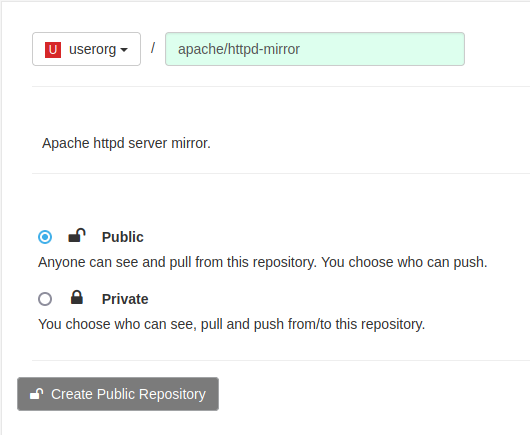 U userorg / apache/httpd-mirror
Apache httpd server mirror.
Public
Anyone can see and pull from this repository. You choose who can push.
Private
You choose who can see, pull and push from/to this repository.
Create Public Repository